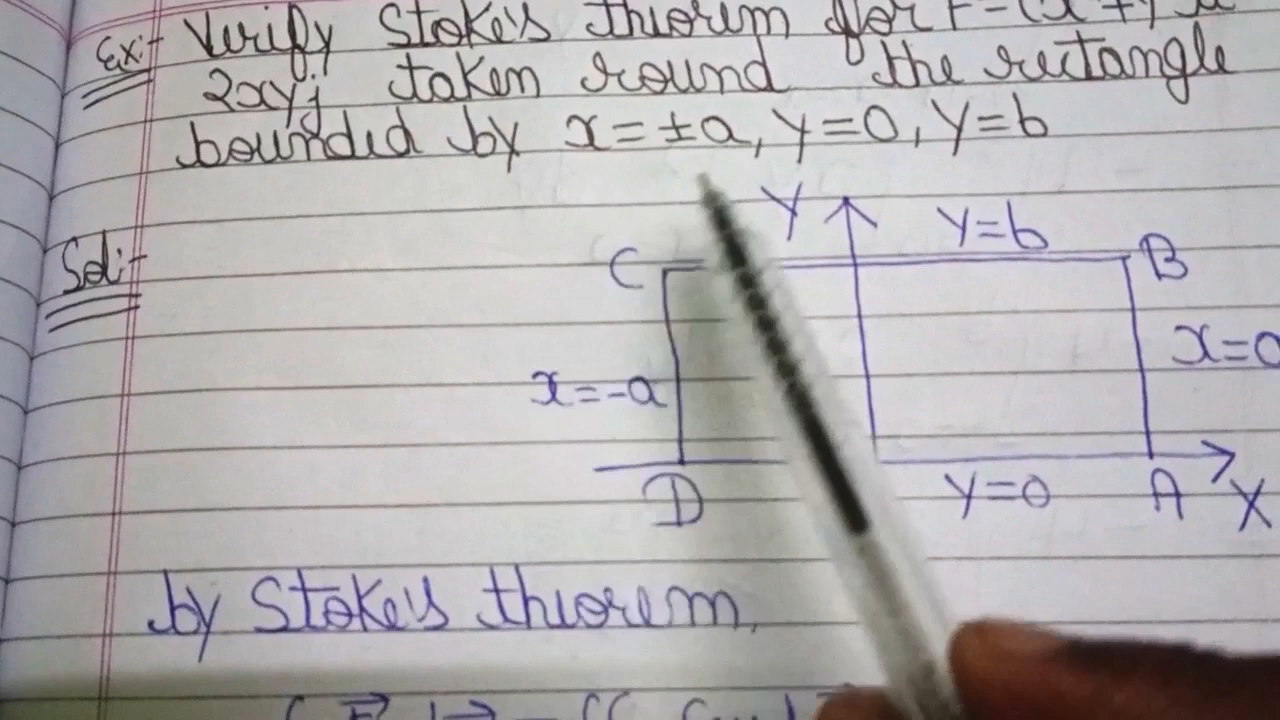 Ex:- Verify Stoke's theorem for
2xyj taken round the rectangle
bounded by x=±a, y=0, y=b
Sol:-
Y
y=b
C
B
x=-a
x=a
D
y=0
A
X
by Stoke's theorem,